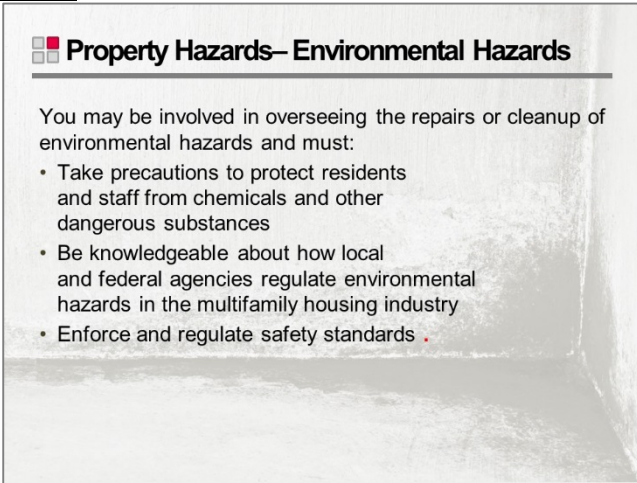 Property Hazards– Environmental Hazards
You may be involved in overseeing the repairs or cleanup of
environmental hazards and must:
• Take precautions to protect residents
and staff from chemicals and other
dangerous substances
• Be knowledgeable about how local
and federal agencies regulate environmental
hazards in the multifamily housing industry
• Enforce and regulate safety standards .